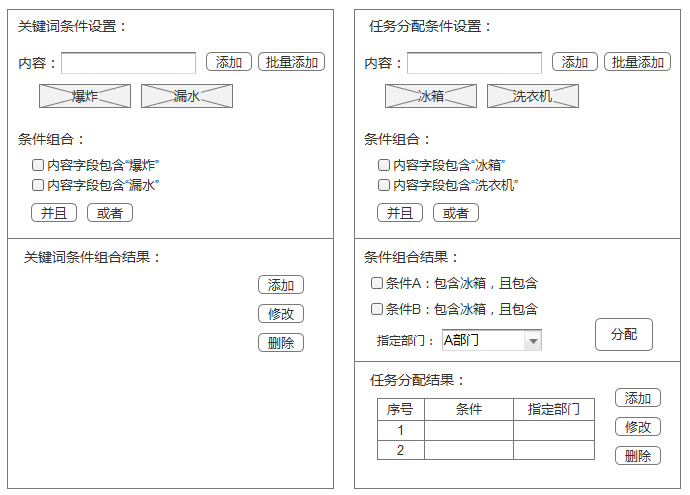 关键词条件设置：
内容：
添加
批量添加
爆炸
漏水
条件组合：
内容字段包含“爆炸”
内容字段包含“漏水”
并且
或者
关键词条件组合结果：
添加
修改
删除
任务分配条件设置：
内容：
添加
批量添加
冰箱
洗衣机
条件组合：
内容字段包含“冰箱”
内容字段包含“洗衣机”
并且
或者
条件组合结果：
条件A：包含冰箱，且包含
条件B：包含冰箱，且包含
指定部门：
A部门
分配
任务分配结果：
序号 条件 指定部门
1
2
添加
修改
删除